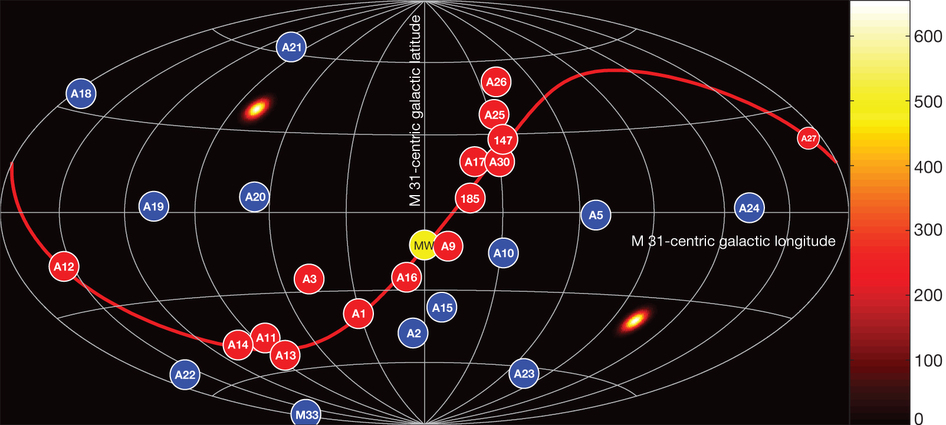 M 31-centric galactic latitude
A21
A18
A26
A25
147
A27
A17
A30
A20
185
A19
A5
A24
M 31-centric galactic longitude
MW
A9
A10
A12
A3
A16
A15
A1
A2
A11
A14
A13
A22
A23
M33
600
500
400
300
200
100
0